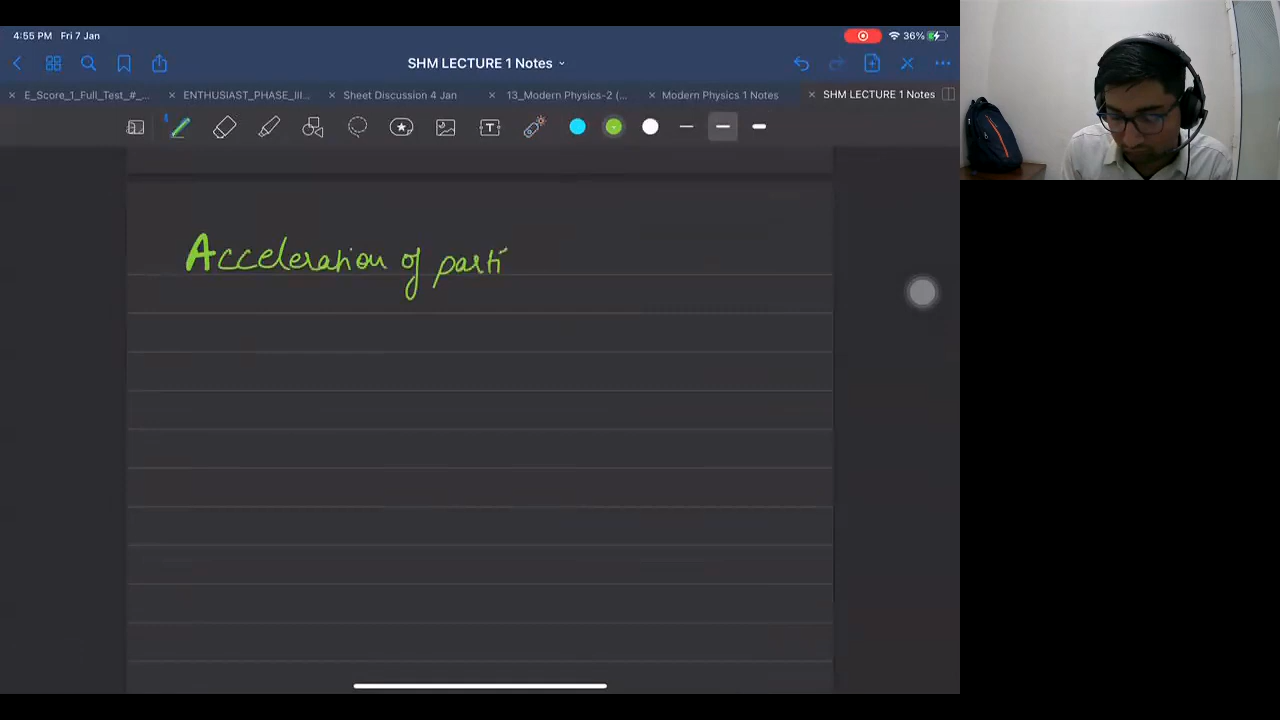 4:55 PM Fri 7 Jan
36%
SHM LECTURE 1 Notes
E_Score_1_Full_Test_#_...
ENTHUSIAST_PHASE_III...
Sheet Discussion 4 Jan
13_Modern Physics-2 (...
Modern Physics 1 Notes
SHM LECTURE 1 Notes
T
Acceleration of parti